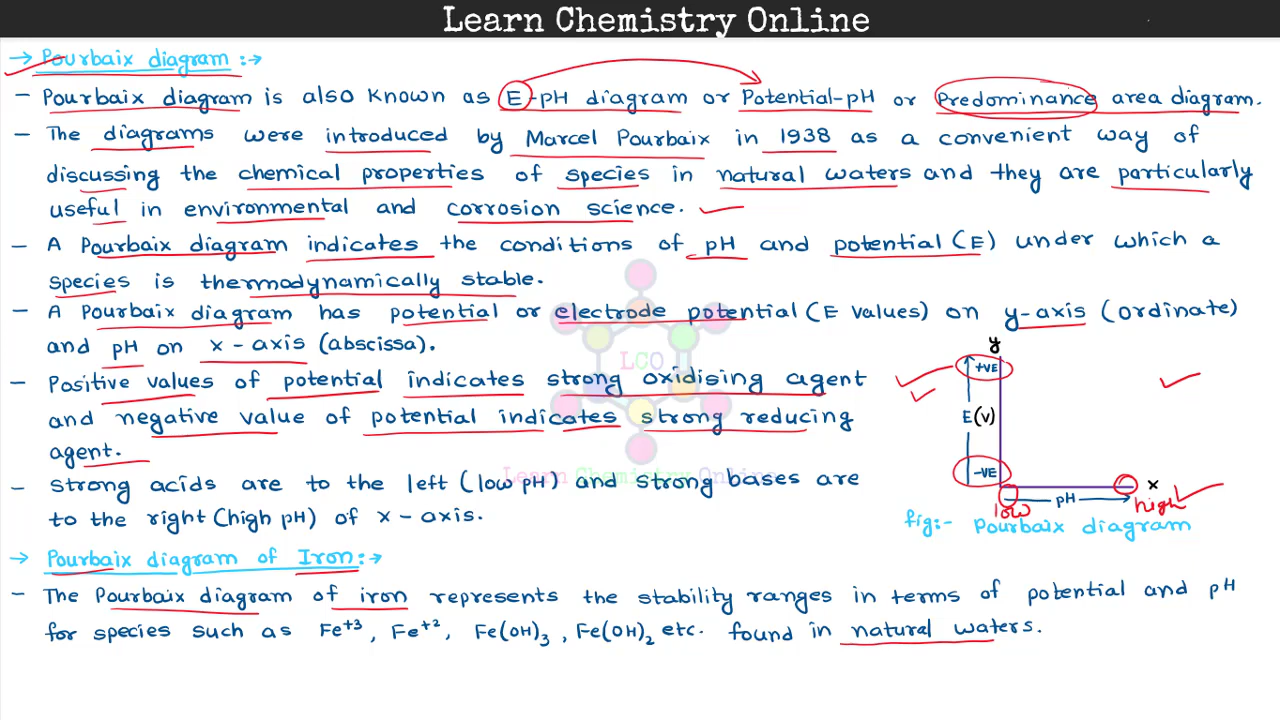 Learn Chemistry Online
→ Pourbaix diagram :→
– Pourbaix diagram is also known as E-pH diagram or Potential-pH or Predominance area diagram.
– The diagrams were introduced by Marcel Pourbaix in 1938 as a convenient way of
discussing the chemical properties of species in natural waters and they are particularly
useful in environmental and corrosion science.
– A Pourbaix diagram indicates the conditions of pH and potential (E) under which a
species is thermodynamically stable.
– A Pourbaix diagram has potential or electrode potential (E values) on y-axis (ordinate)
and pH on x-axis (abscissa).
– Positive values of potential indicates strong oxidising agent
and negative value of potential indicates strong reducing
agent.
– Strong acids are to the left (low pH) and strong bases are
to the right (high pH) of x-axis.
y
+VE
E(v)
-VE
x
pH
low
high
fig:- Pourbaix diagram
LCO
Learn Chemistry Online
→ Pourbaix diagram of Iron:→
– The Pourbaix diagram of iron represents the stability ranges in terms of potential and pH
for species such as Fe⁺³, Fe⁺², Fe(OH)₃, Fe(OH)₂ etc. found in natural waters.